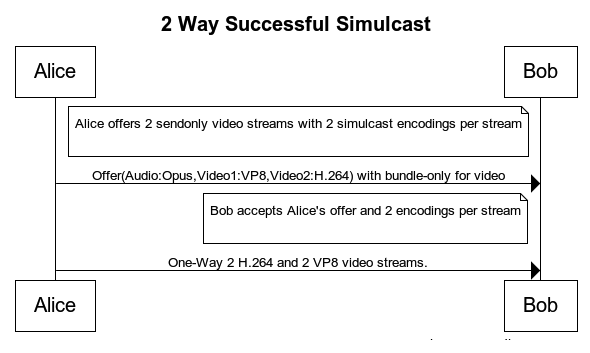 2 Way Successful Simulcast
Alice
Bob
Alice offers 2 sendonly video streams with 2 simulcast encodings per stream
Offer(Audio:Opus,Video1:VP8,Video2:H.264) with bundle-only for video
Bob accepts Alice's offer and 2 encodings per stream
One-Way 2 H.264 and 2 VP8 video streams.
Alice
Bob